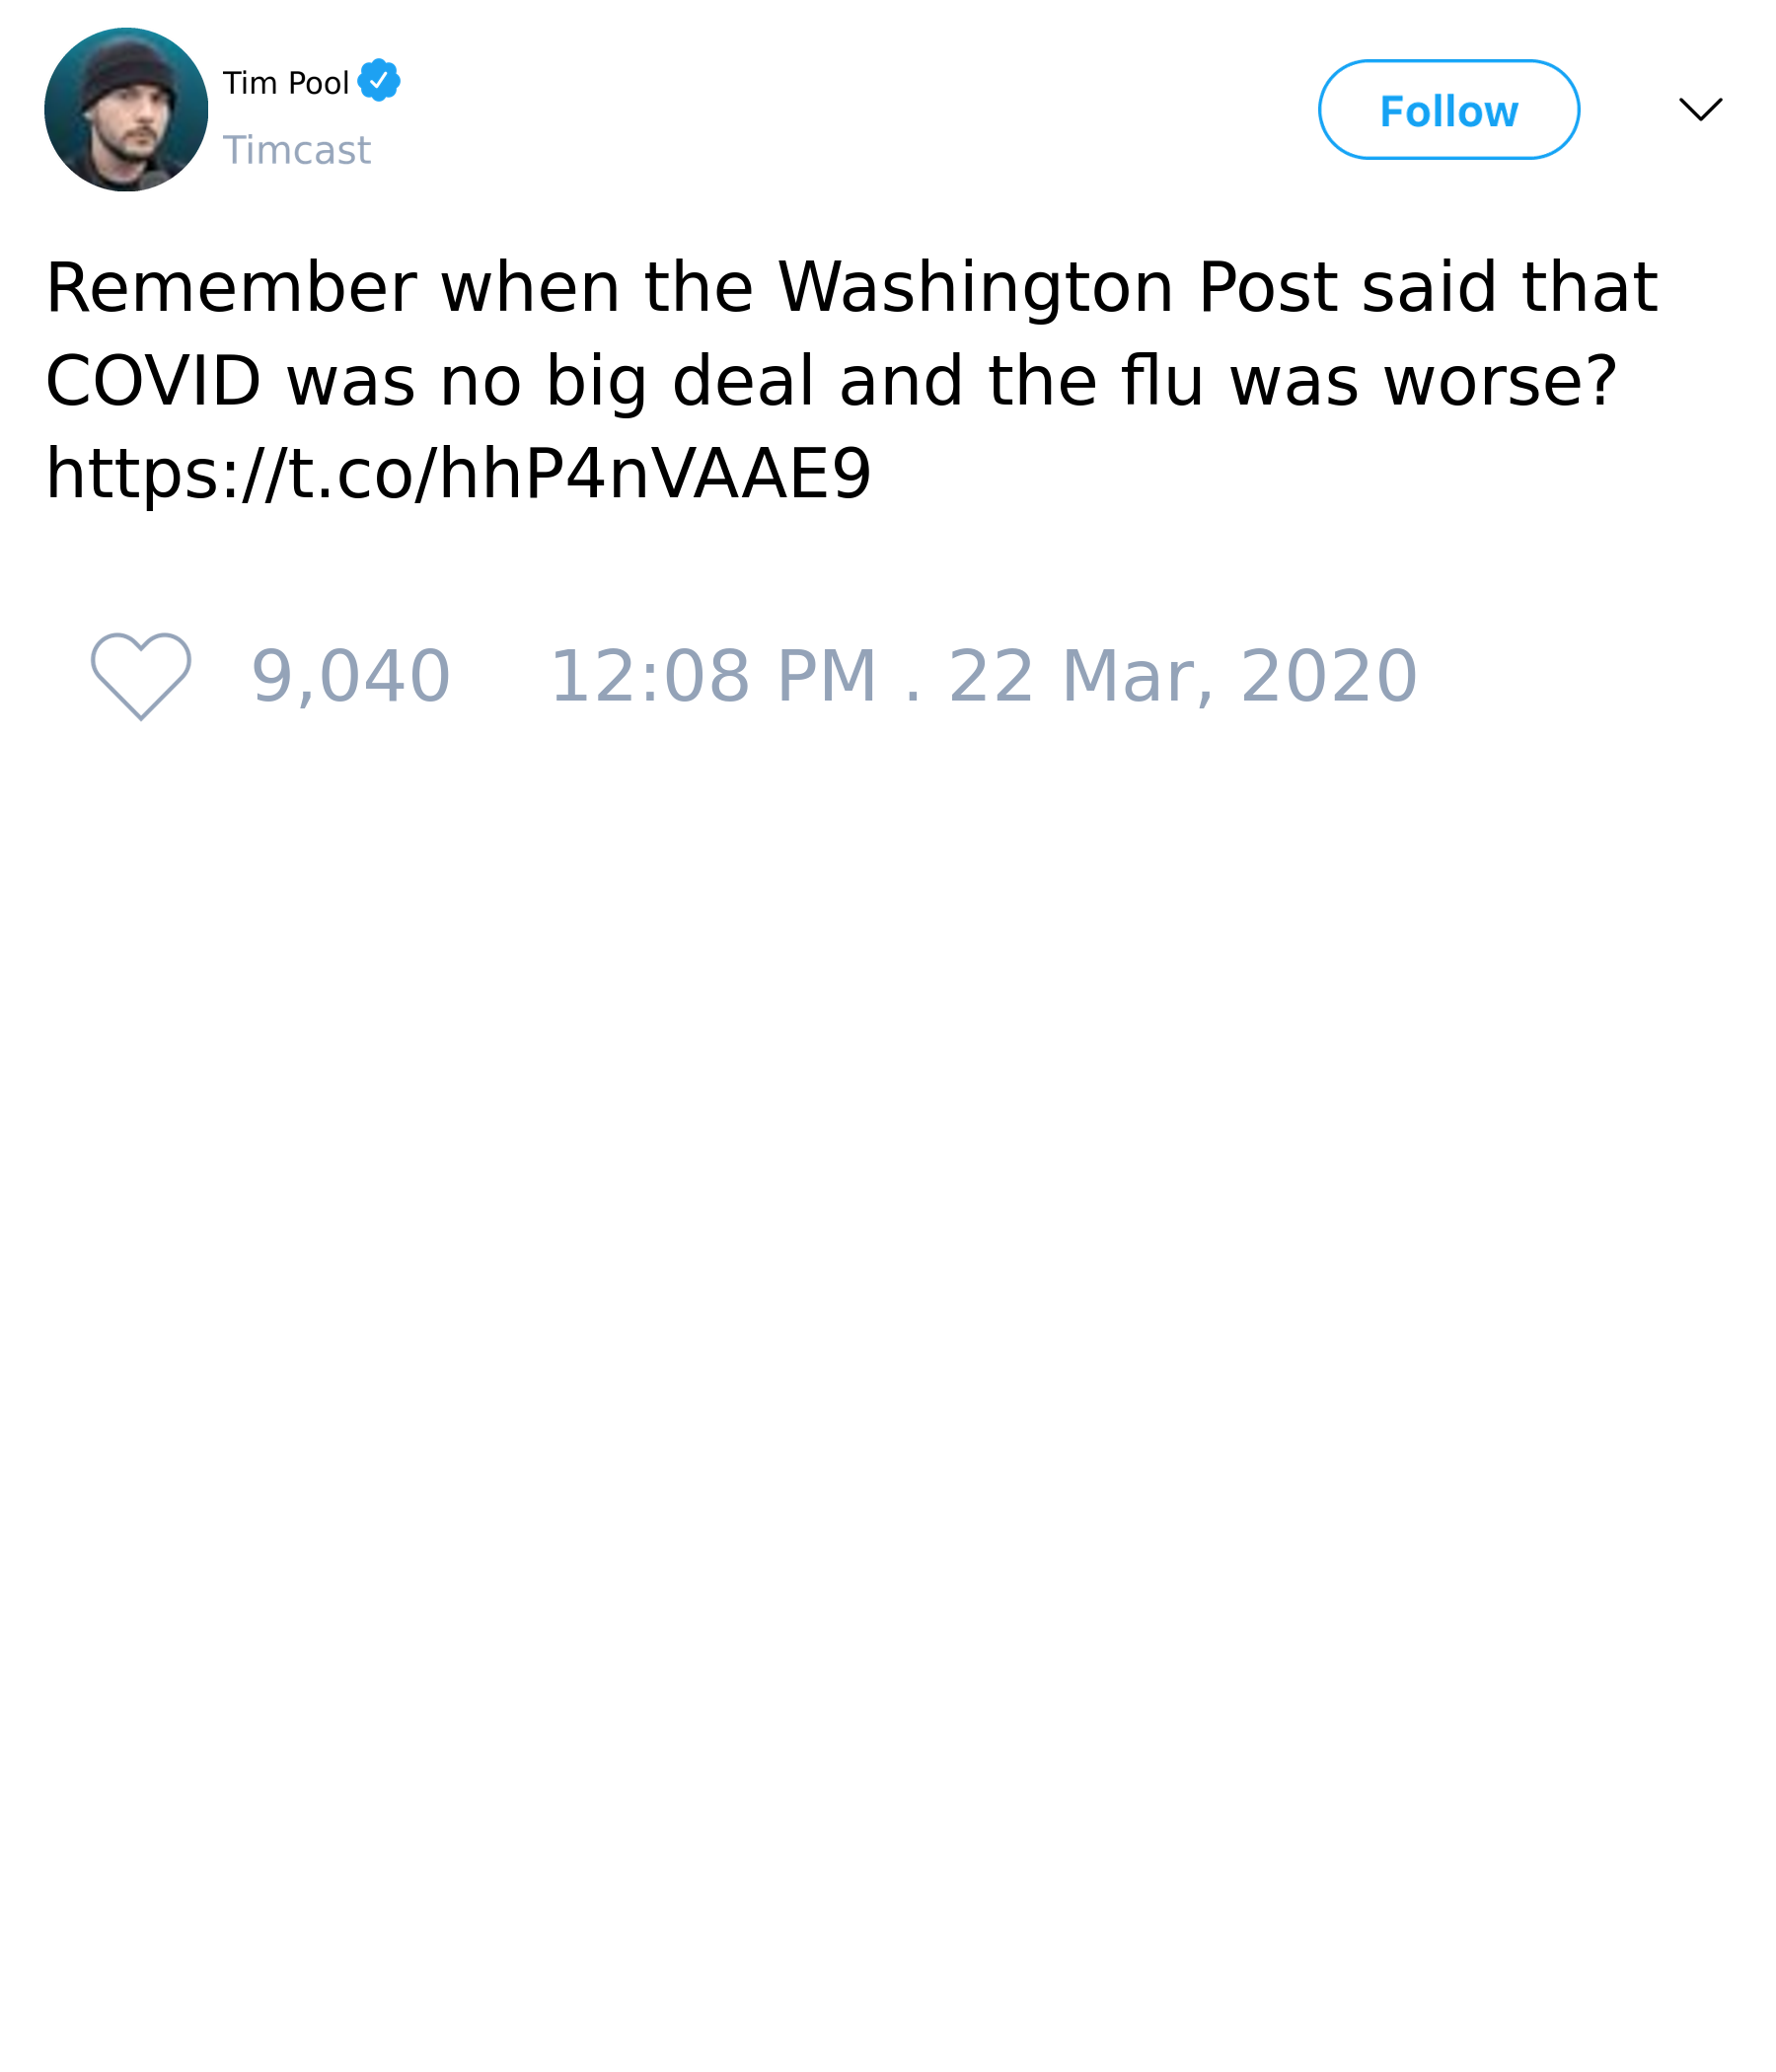 Tim Pool
Timcast
Follow
Remember when the Washington Post said that
COVID was no big deal and the flu was worse?
https://t.co/hhP4nVAAE9
9,040 12:08 PM . 22 Mar, 2020